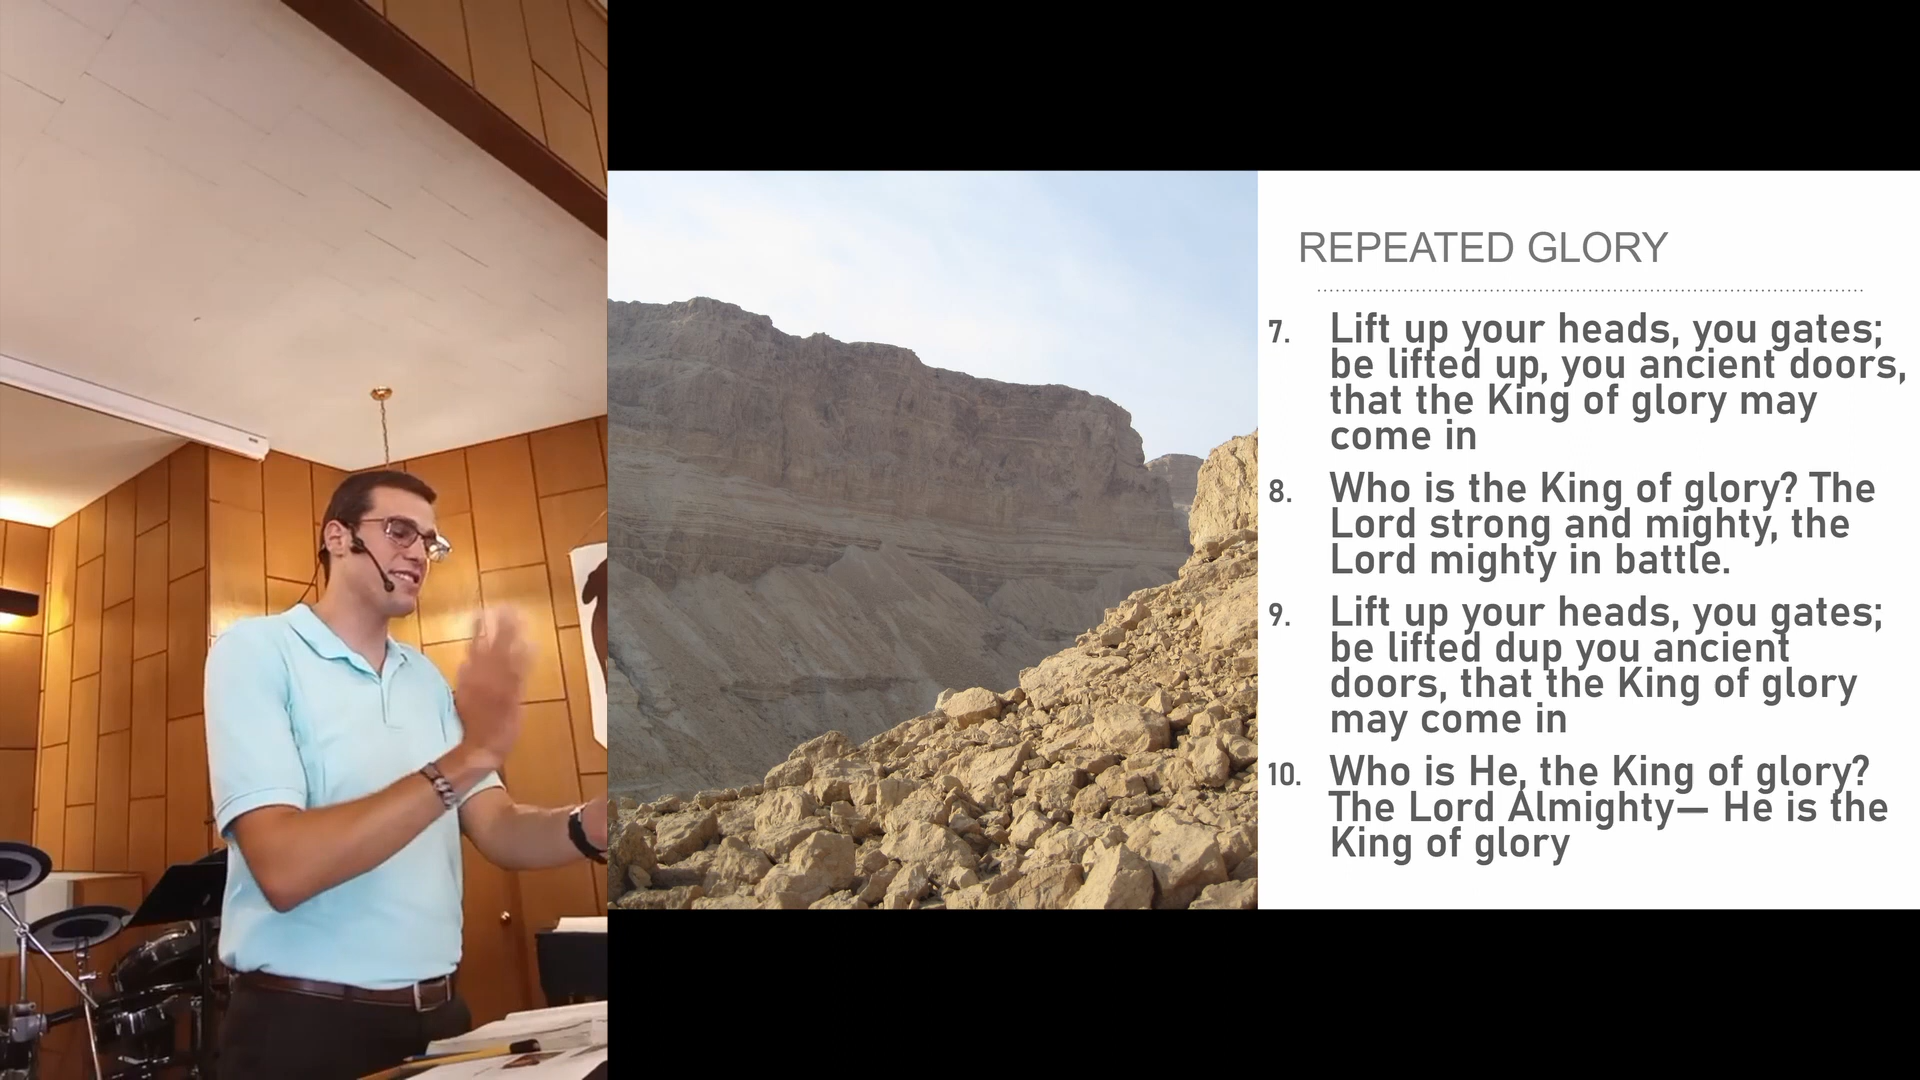 REPEATED GLORY
7. Lift up your heads, you gates;
be lifted up, you ancient doors,
that the King of glory may
come in
8. Who is the King of glory? The
Lord strong and mighty, the
Lord mighty in battle.
9. Lift up your heads, you gates;
be lifted dup you ancient
doors, that the King of glory
may come in
10. Who is He, the King of glory?
The Lord Almighty— He is the
King of glory